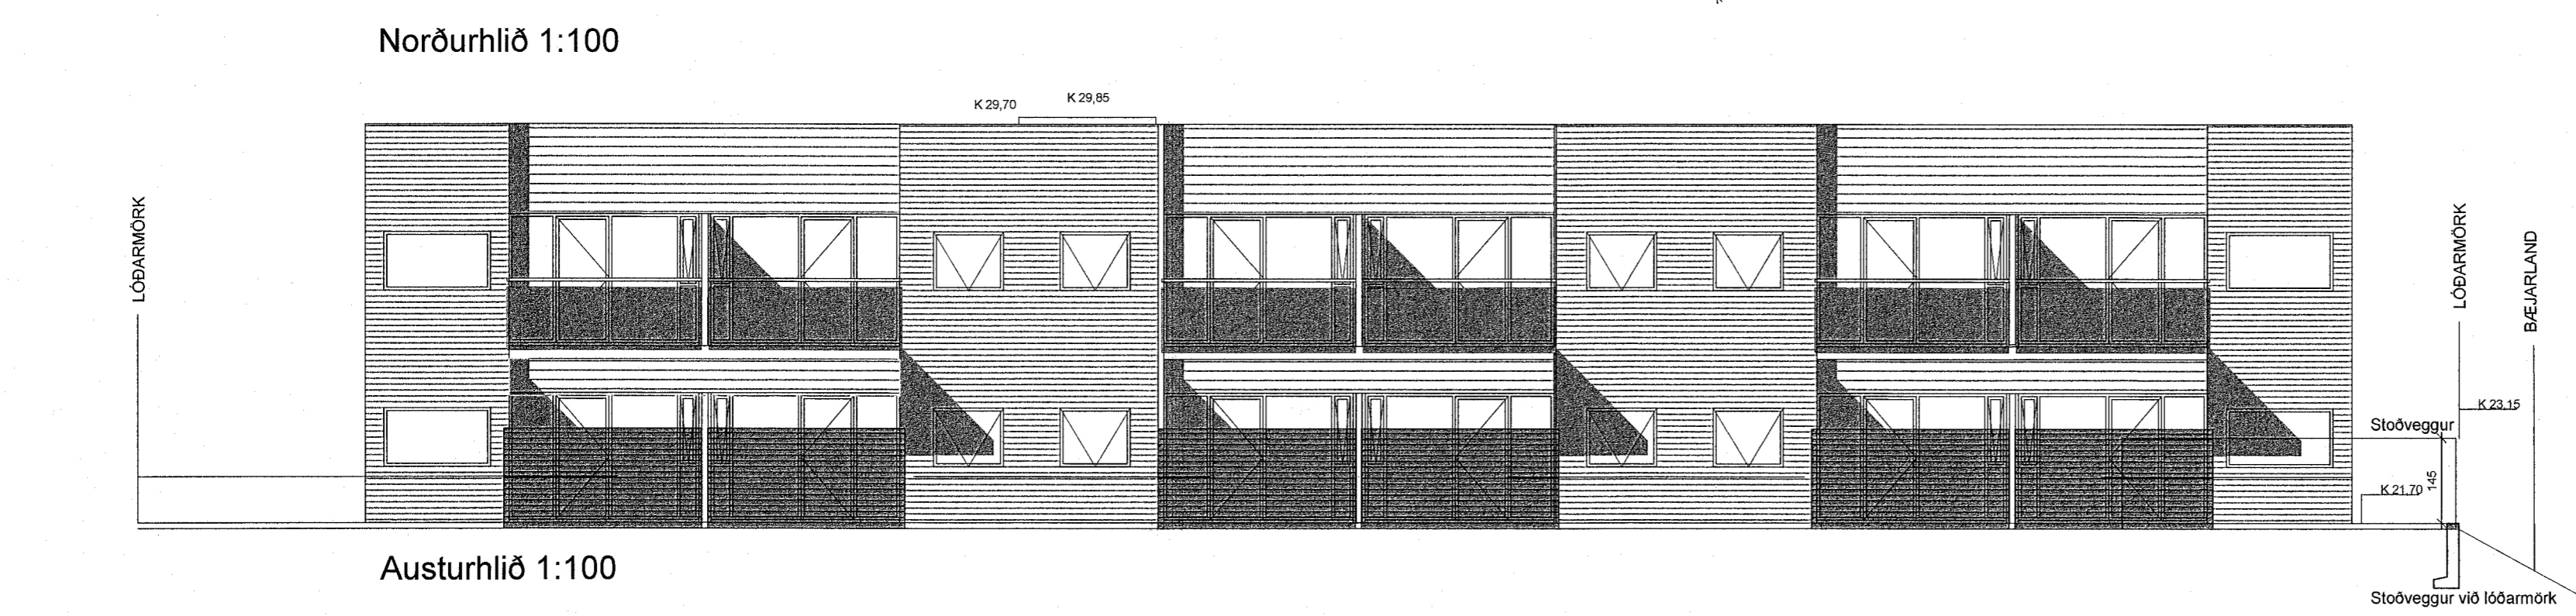 Norðurhlið 1:100
K 29,70
K 29,85
LÓÐARMÖRK
LÓÐARMÖRK
BÆJARLAND
K 23,15
Stoðveggur
145
K 21,70
Austurhlið 1:100
Stoðveggur við lóðarmörk